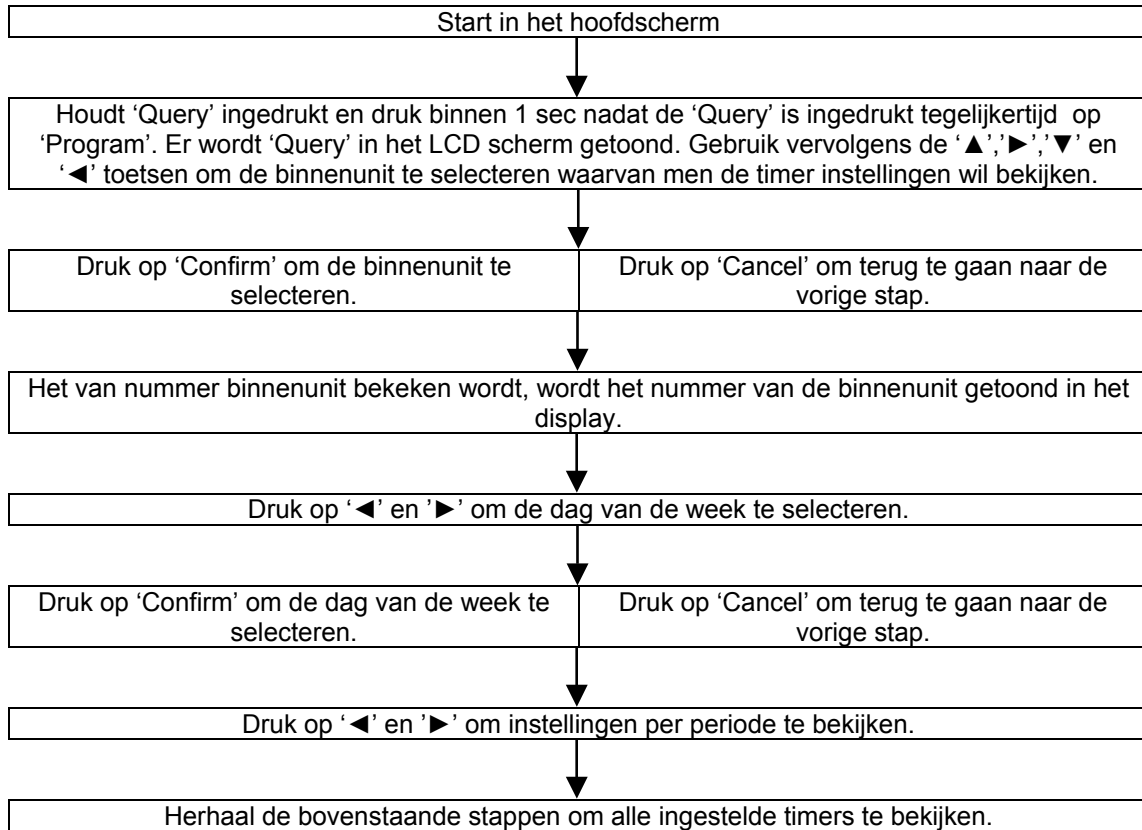 Start in het hoofdscherm
Houdt ‘Query’ ingedrukt en druk binnen 1 sec nadat de ‘Query’ is ingedrukt tegelijkertijd op
‘Program’. Er wordt ‘Query’ in het LCD scherm getoond. Gebruik vervolgens de ‘▲’,’►’,’▼’ en
‘◄’ toetsen om de binnenunit te selecteren waarvan men de timer instellingen wil bekijken.
Druk op ‘Confirm’ om de binnenunit te
selecteren.
Druk op ‘Cancel’ om terug te gaan naar de
vorige stap.
Het van nummer binnenunit bekeken wordt, wordt het nummer van de binnenunit getoond in het
display.
Druk op ‘◄’ en ’►’ om de dag van de week te selecteren.
Druk op ‘Confirm’ om de dag van de week te
selecteren.
Druk op ‘Cancel’ om terug te gaan naar de
vorige stap.
Druk op ‘◄’ en ’►’ om instellingen per periode te bekijken.
Herhaal de bovenstaande stappen om alle ingestelde timers te bekijken.